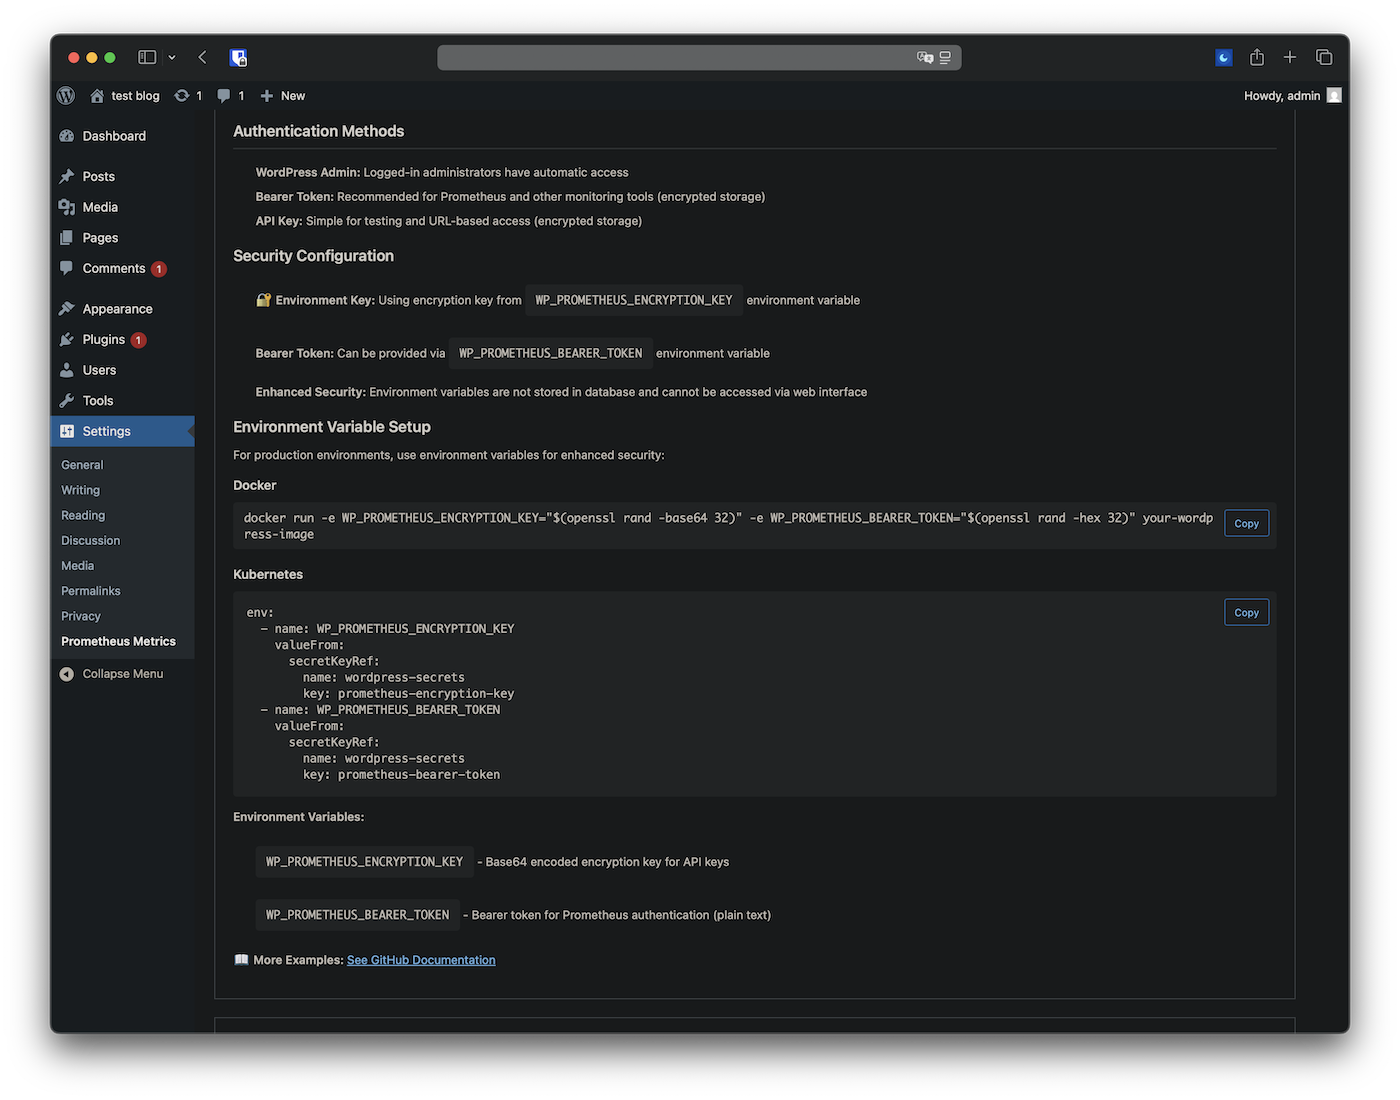 test blog 1 1 New Howdy, admin
Dashboard
Posts
Media
Pages
Comments 1
Appearance
Plugins 1
Users
Tools
Settings
General
Writing
Reading
Discussion
Media
Permalinks
Privacy
Prometheus Metrics
Collapse Menu
Authentication Methods
WordPress Admin: Logged-in administrators have automatic access
Bearer Token: Recommended for Prometheus and other monitoring tools (encrypted storage)
API Key: Simple for testing and URL-based access (encrypted storage)
Security Configuration
🔐 Environment Key: Using encryption key from WP_PROMETHEUS_ENCRYPTION_KEY environment variable
Bearer Token: Can be provided via WP_PROMETHEUS_BEARER_TOKEN environment variable
Enhanced Security: Environment variables are not stored in database and cannot be accessed via web interface
Environment Variable Setup
For production environments, use environment variables for enhanced security:
Docker
docker run -e WP_PROMETHEUS_ENCRYPTION_KEY="$(openssl rand -base64 32)" -e WP_PROMETHEUS_BEARER_TOKEN="$(openssl rand -hex 32)" your-wordp
ress-image
Copy
Kubernetes
env:
  - name: WP_PROMETHEUS_ENCRYPTION_KEY
    valueFrom:
      secretKeyRef:
        name: wordpress-secrets
        key: prometheus-encryption-key
  - name: WP_PROMETHEUS_BEARER_TOKEN
    valueFrom:
      secretKeyRef:
        name: wordpress-secrets
        key: prometheus-bearer-token
Copy
Environment Variables:
WP_PROMETHEUS_ENCRYPTION_KEY - Base64 encoded encryption key for API keys
WP_PROMETHEUS_BEARER_TOKEN - Bearer token for Prometheus authentication (plain text)
📖 More Examples: See GitHub Documentation